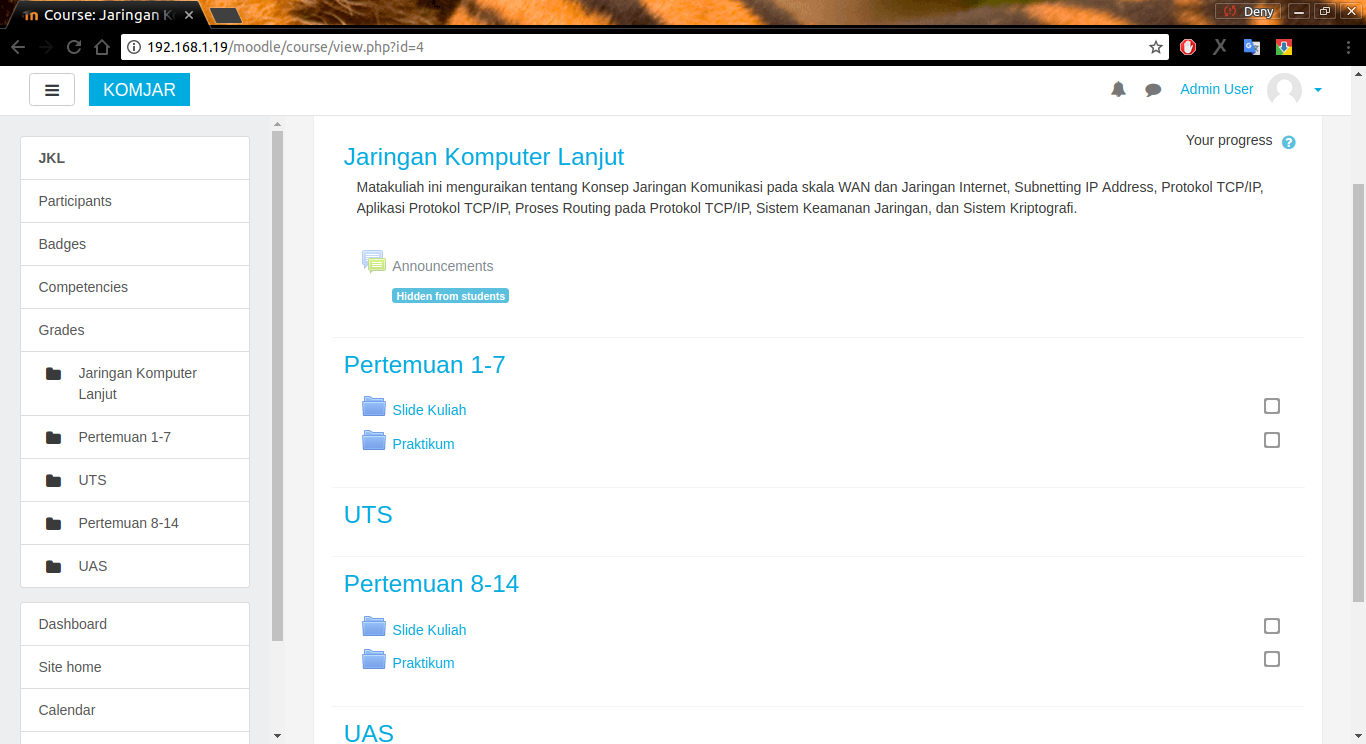 Course: Jaringan K
Deny
192.168.1.19/moodle/course/view.php?id=4
KOMJAR
Admin User
JKL
Participants
Badges
Competencies
Grades
Jaringan Komputer
Lanjut
Pertemuan 1-7
UTS
Pertemuan 8-14
UAS
Dashboard
Site home
Calendar
Your progress
Jaringan Komputer Lanjut
Matakuliah ini menguraikan tentang Konsep Jaringan Komunikasi pada skala WAN dan Jaringan Internet, Subnetting IP Address, Protokol TCP/IP,
Aplikasi Protokol TCP/IP, Proses Routing pada Protokol TCP/IP, Sistem Keamanan Jaringan, dan Sistem Kriptografi.
Announcements
Hidden from students
Pertemuan 1-7
Slide Kuliah
Praktikum
UTS
Pertemuan 8-14
Slide Kuliah
Praktikum
UAS